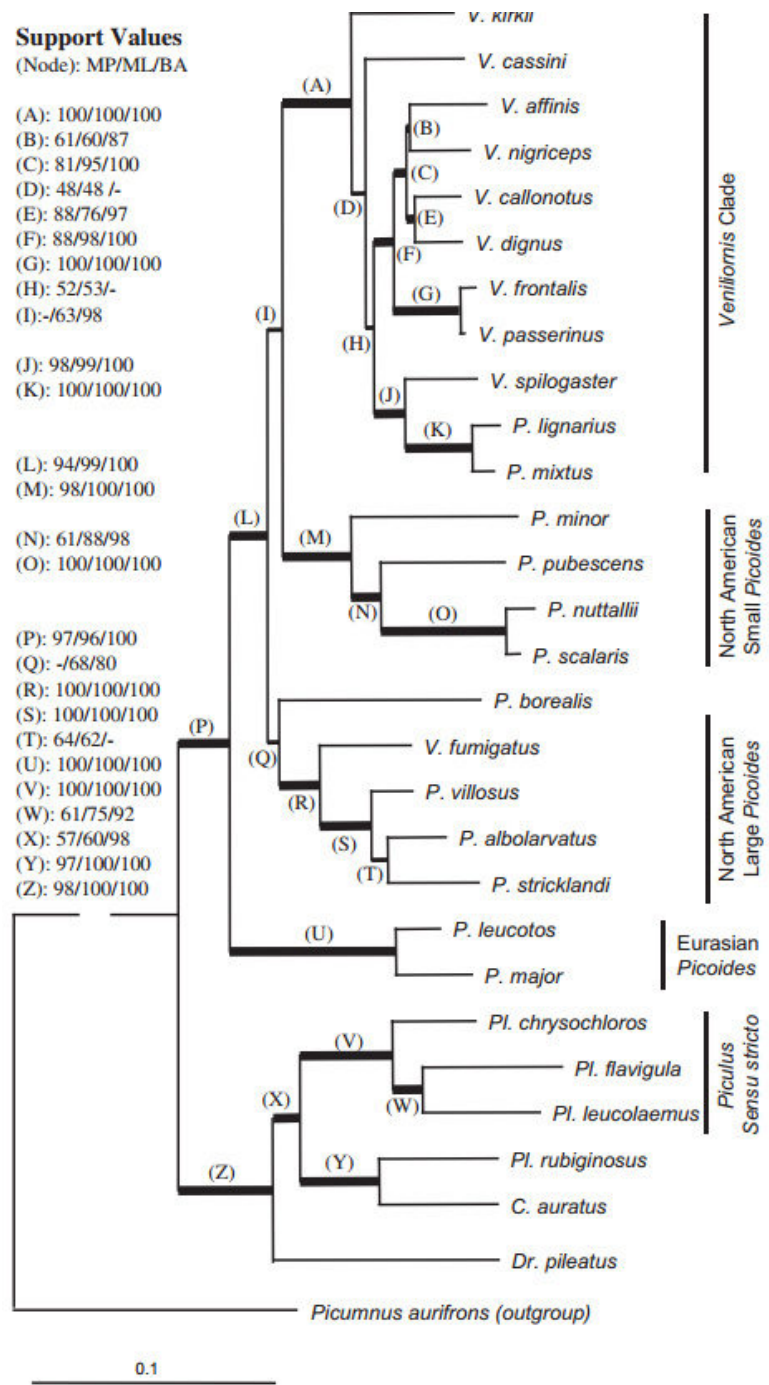 Support Values
(Node): MP/ML/BA
(A): 100/100/100
(B): 61/60/87
(C): 81/95/100
(D): 48/48 /-
(E): 88/76/97
(F): 88/98/100
(G): 100/100/100
(H): 52/53/-
(I):-/63/98
(J): 98/99/100
(K): 100/100/100
(L): 94/99/100
(M): 98/100/100
(N): 61/88/98
(O): 100/100/100
(P): 97/96/100
(Q): -/68/80
(R): 100/100/100
(S): 100/100/100
(T): 64/62/-
(U): 100/100/100
(V): 100/100/100
(W): 61/75/92
(X): 57/60/98
(Y): 97/100/100
(Z): 98/100/100
V. kirkii
V. cassini
(A)
V. affinis
(B)
V. nigriceps
(C)
V. callonotus
(D)
(E)
V. dignus
(F)
V. frontalis
(G)
(I)
V. passerinus
(H)
V. spilogaster
(J)
P. lignarius
(K)
P. mixtus
Veniliornis Clade
P. minor
(L)
(M)
P. pubescens
P. nuttallii
(N)
(O)
P. scalaris
North American
Small Picoides
P. borealis
(P)
V. fumigatus
(Q)
P. villosus
(R)
P. albolarvatus
(S)
(T)
P. stricklandi
North American
Large Picoides
P. leucotos
(U)
P. major
Eurasian
Picoides
Pl. chrysochloros
(V)
Pl. flavigula
(X)
(W)
Pl. leucolaemus
Piculus
Sensu stricto
Pl. rubiginosus
(Y)
(Z)
C. auratus
Dr. pileatus
Picumnus aurifrons (outgroup)
0.1